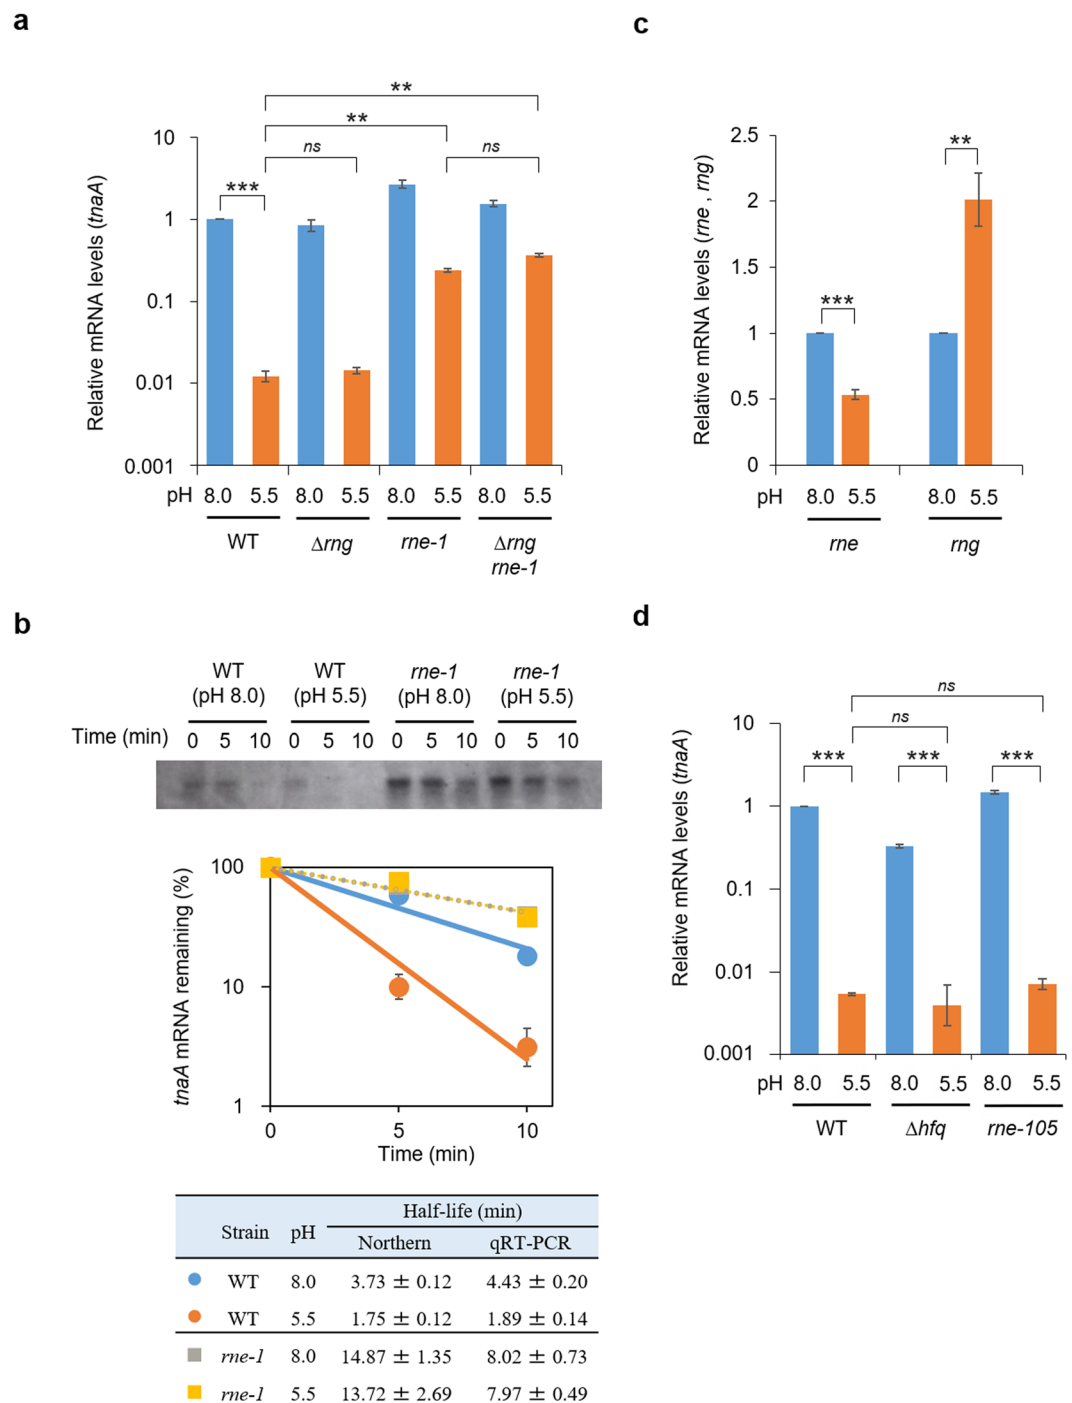 a
**
**
ns
ns
***
Relative mRNA levels (tnaA)
10
1
0.1
0.01
0.001
pH 8.0 5.5 8.0 5.5 8.0 5.5 8.0 5.5
WT Δrng rne-1 Δrng
rne-1
c
Relative mRNA levels (rne , rng)
2.5
2
1.5
1
0.5
0
***
**
pH 8.0 5.5 8.0 5.5
rne rng
b
WT WT rne-1 rne-1
(pH 8.0) (pH 5.5) (pH 8.0) (pH 5.5)
Time (min) 0 5 10 0 5 10 0 5 10 0 5 10
tnaA mRNA remaining (%)
100
10
1
0 5 10
Time (min)
Strain pH Half-life (min)
Northern qRT-PCR
WT 8.0 3.73 ± 0.12 4.43 ± 0.20
WT 5.5 1.75 ± 0.12 1.89 ± 0.14
rne-1 8.0 14.87 ± 1.35 8.02 ± 0.73
rne-1 5.5 13.72 ± 2.69 7.97 ± 0.49
d
ns
ns
*** *** ***
Relative mRNA levels (tnaA)
10
1
0.1
0.01
0.001
pH 8.0 5.5 8.0 5.5 8.0 5.5
WT Δhfq rne-105